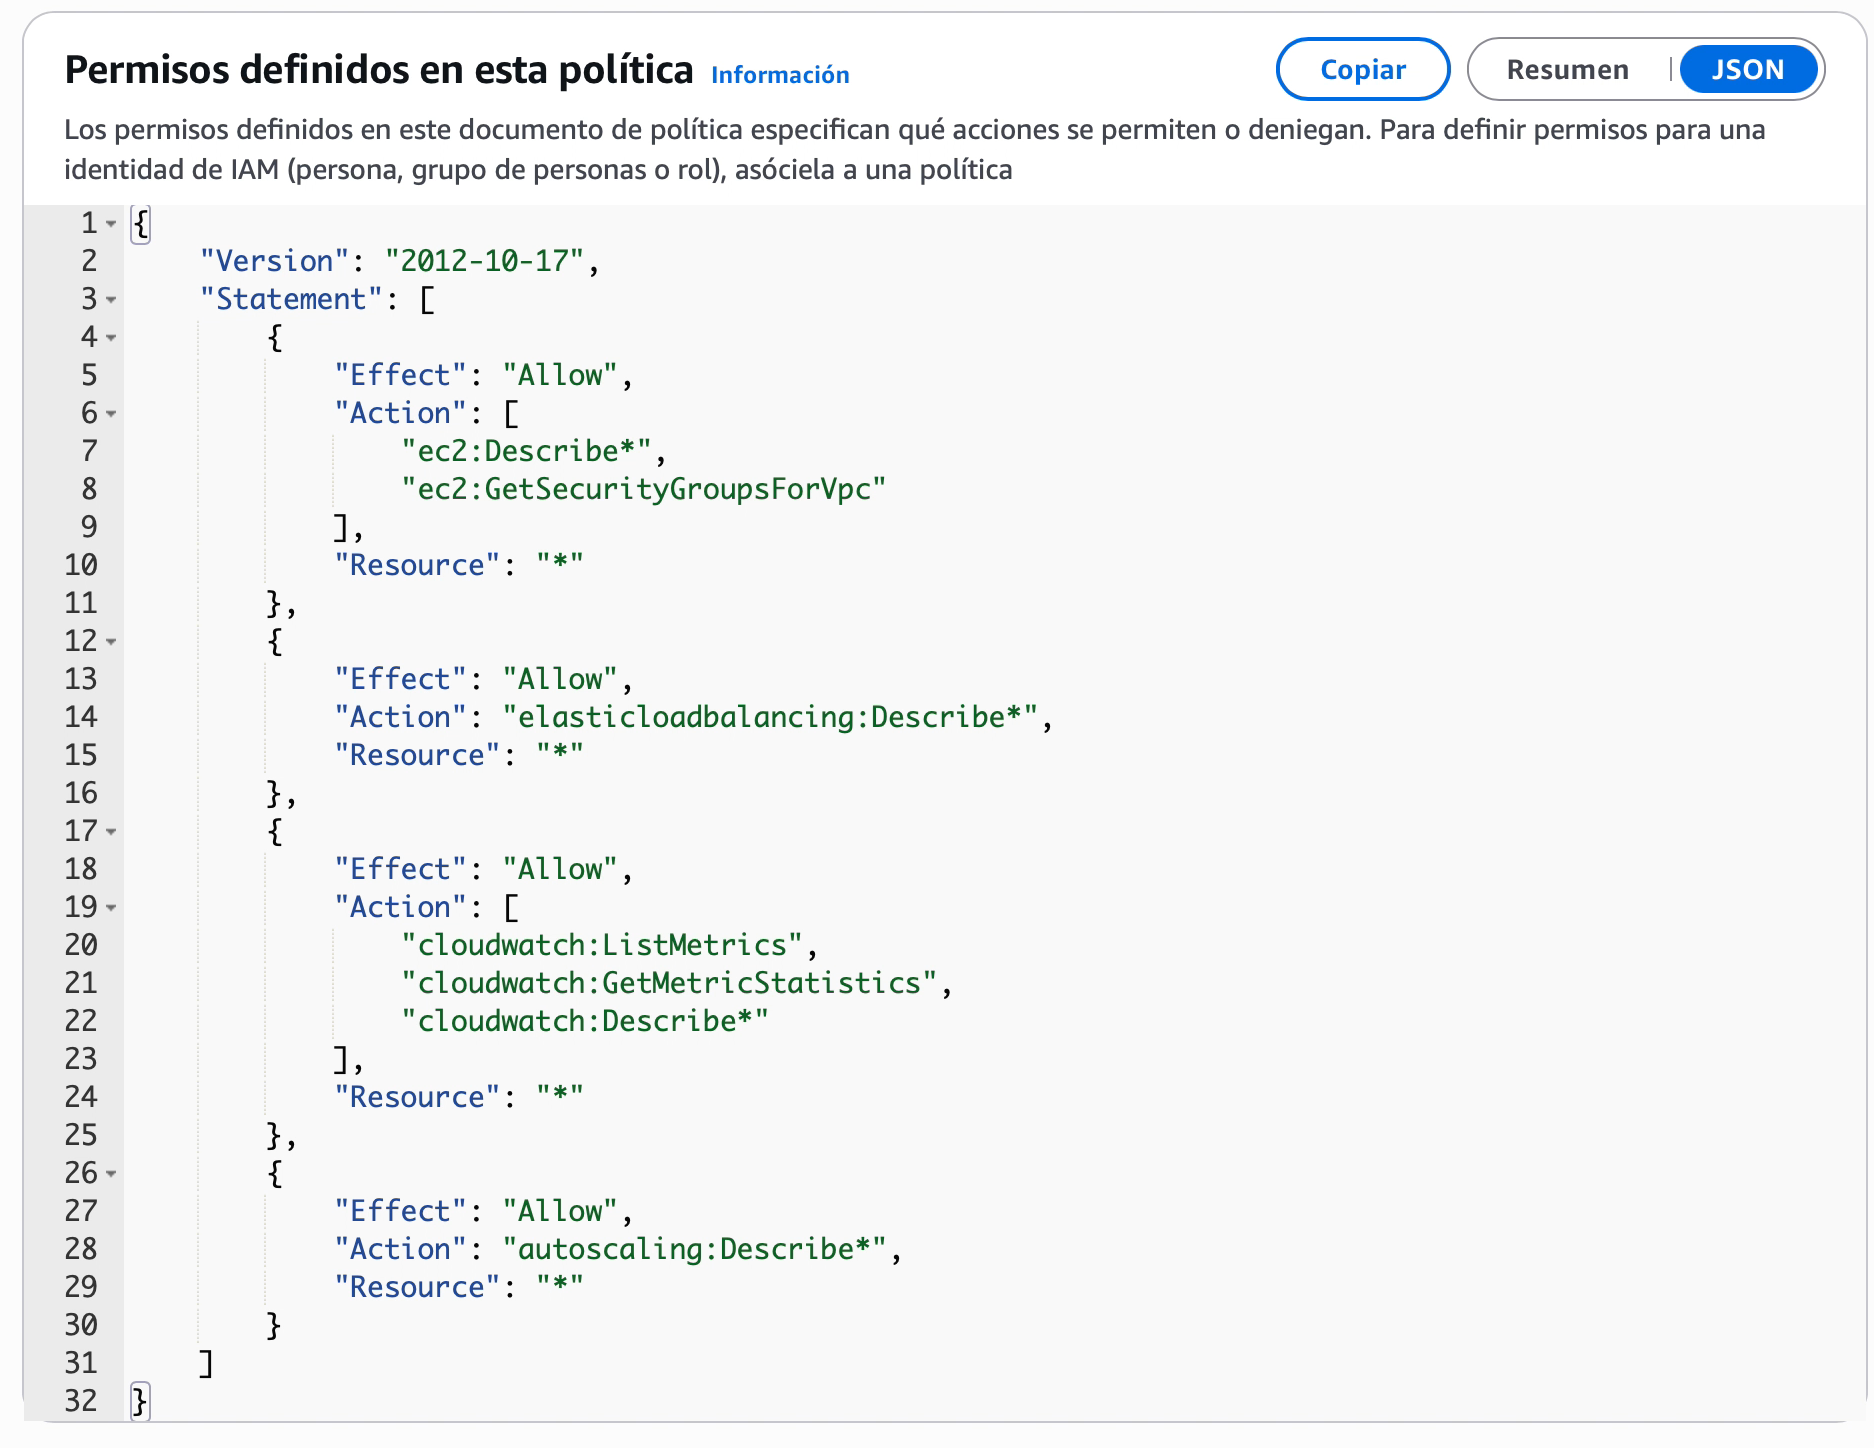 Permisos definidos en esta política Información Copiar Resumen | JSON
Los permisos definidos en este documento de política especifican qué acciones se permiten o deniegan. Para definir permisos para una
identidad de IAM (persona, grupo de personas o rol), asóciela a una política
1 {
2     "Version": "2012-10-17",
3     "Statement": [
4         {
5             "Effect": "Allow",
6             "Action": [
7                 "ec2:Describe*",
8                 "ec2:GetSecurityGroupsForVpc"
9             ],
10             "Resource": "*"
11         },
12         {
13             "Effect": "Allow",
14             "Action": "elasticloadbalancing:Describe*",
15             "Resource": "*"
16         },
17         {
18             "Effect": "Allow",
19             "Action": [
20                 "cloudwatch:ListMetrics",
21                 "cloudwatch:GetMetricStatistics",
22                 "cloudwatch:Describe*"
23             ],
24             "Resource": "*"
25         },
26         {
27             "Effect": "Allow",
28             "Action": "autoscaling:Describe*",
29             "Resource": "*"
30         }
31     ]
32 }